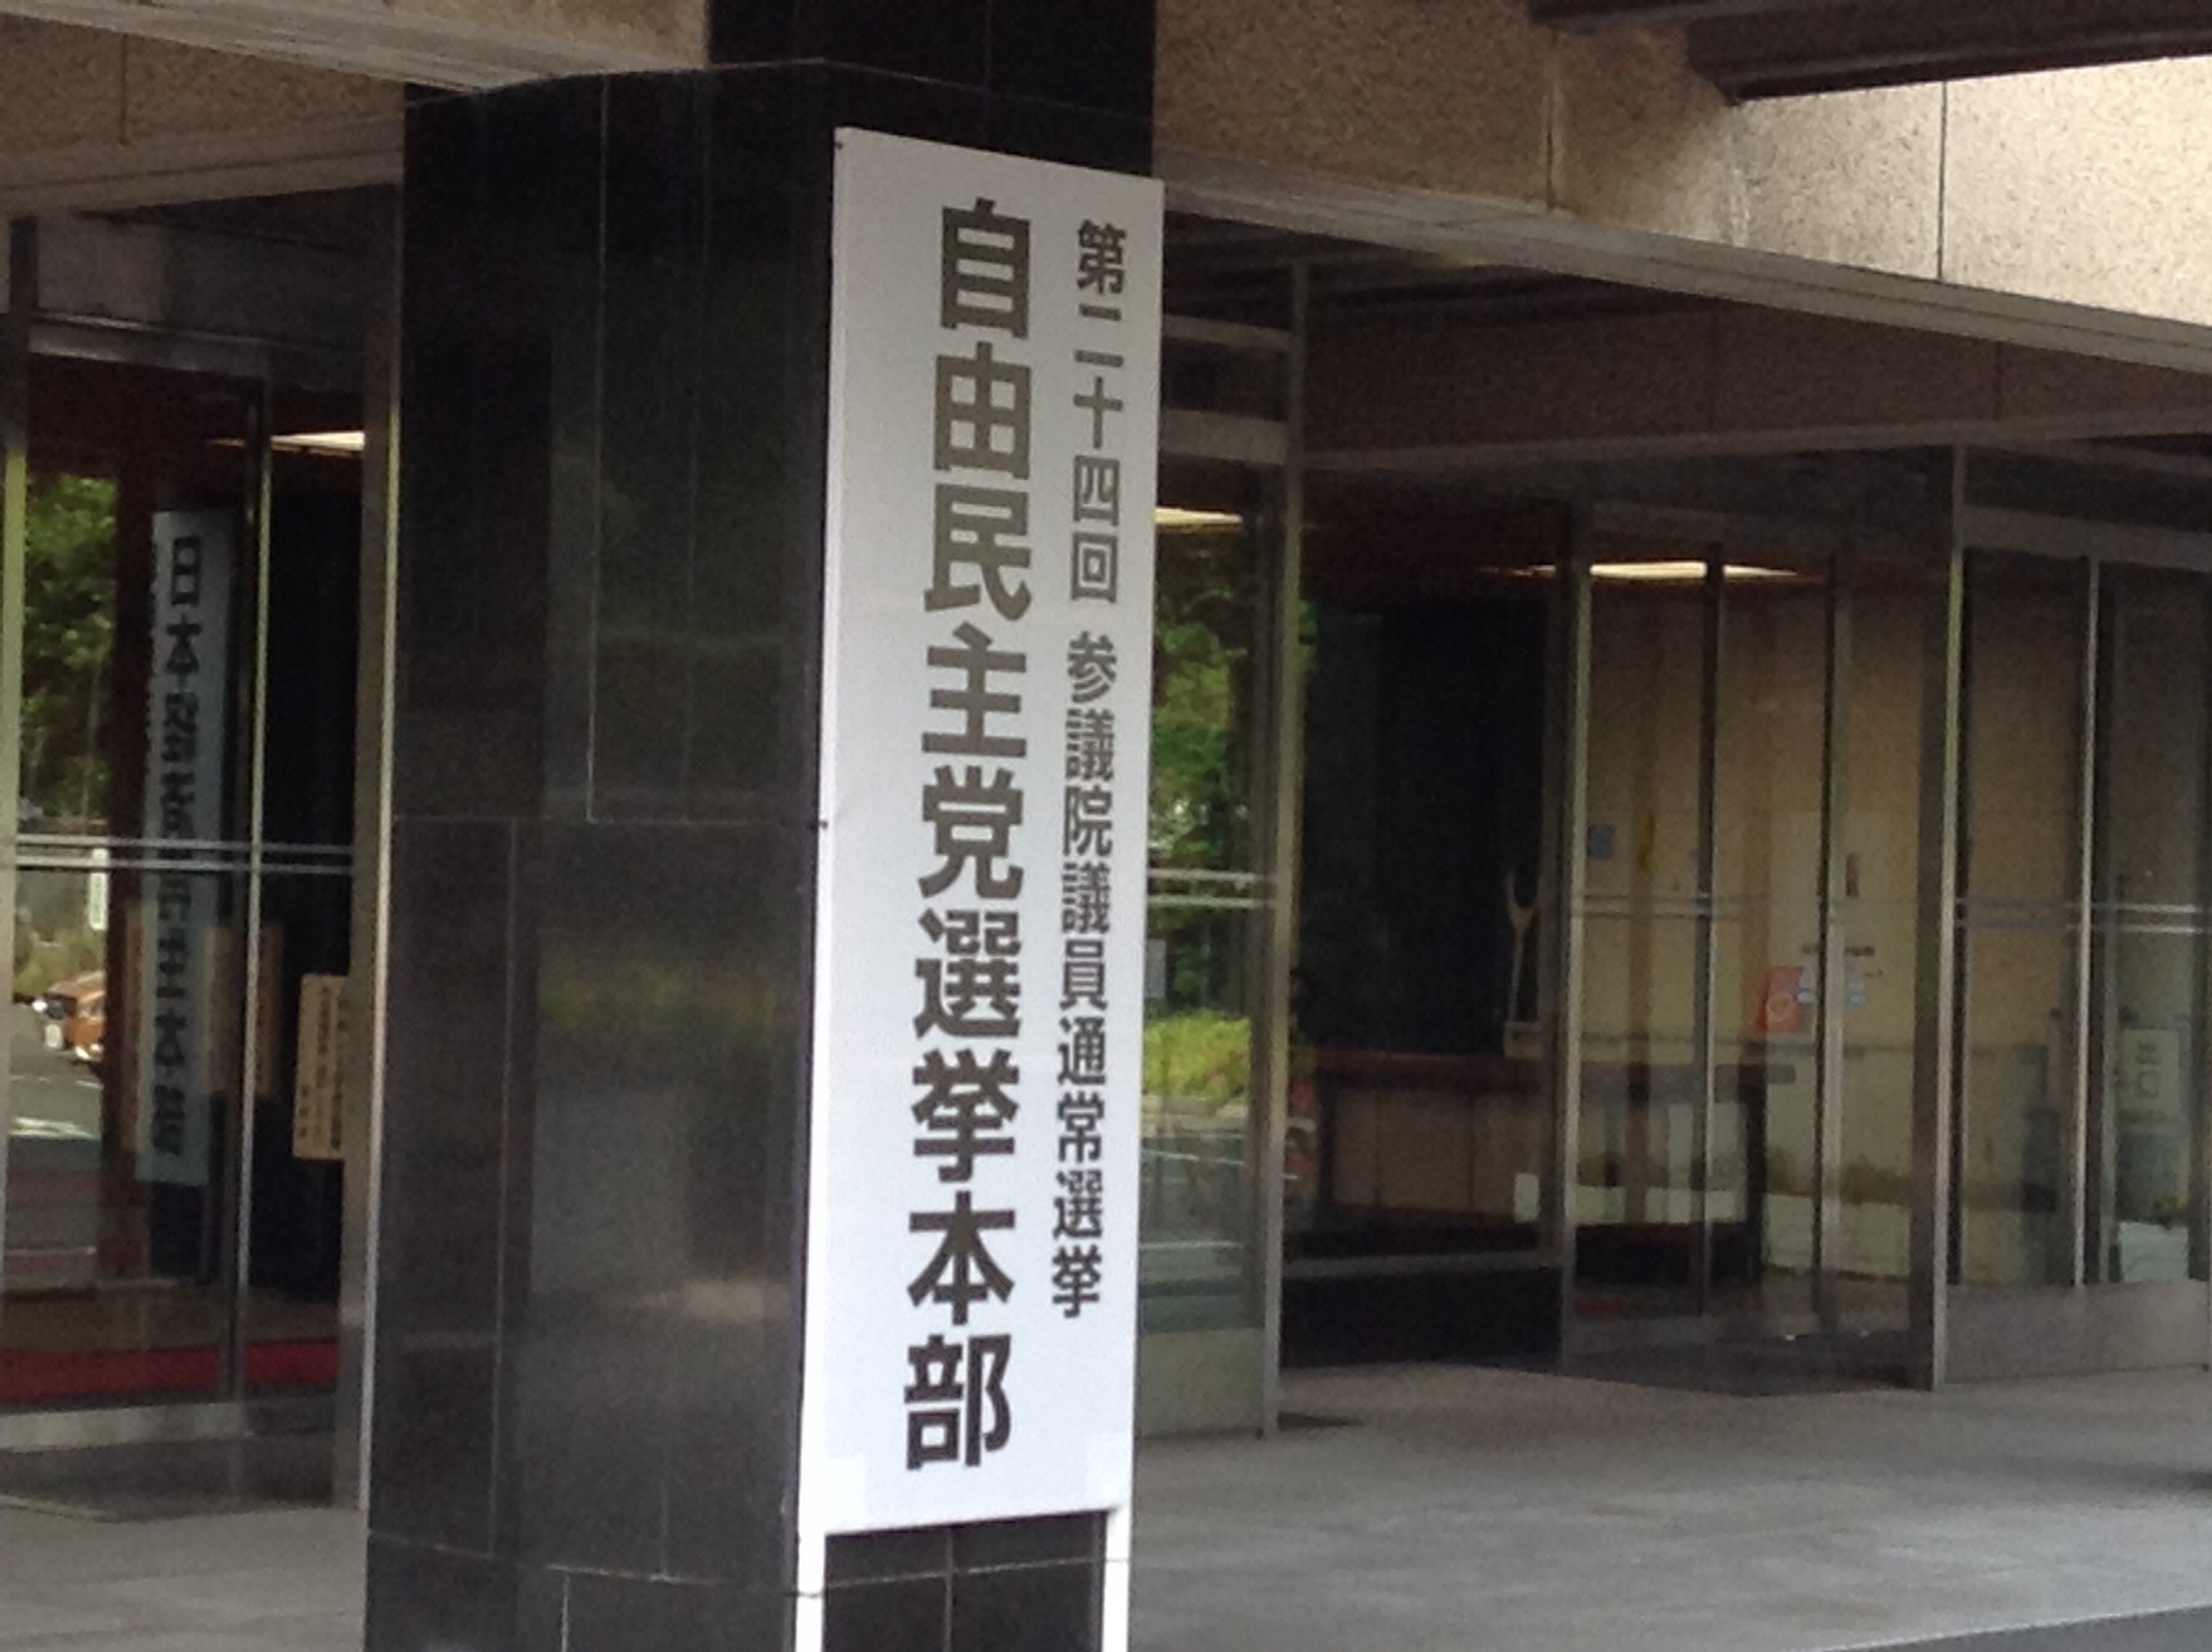 第二十四回 参議院議員通常選挙
自由民主党選挙本部